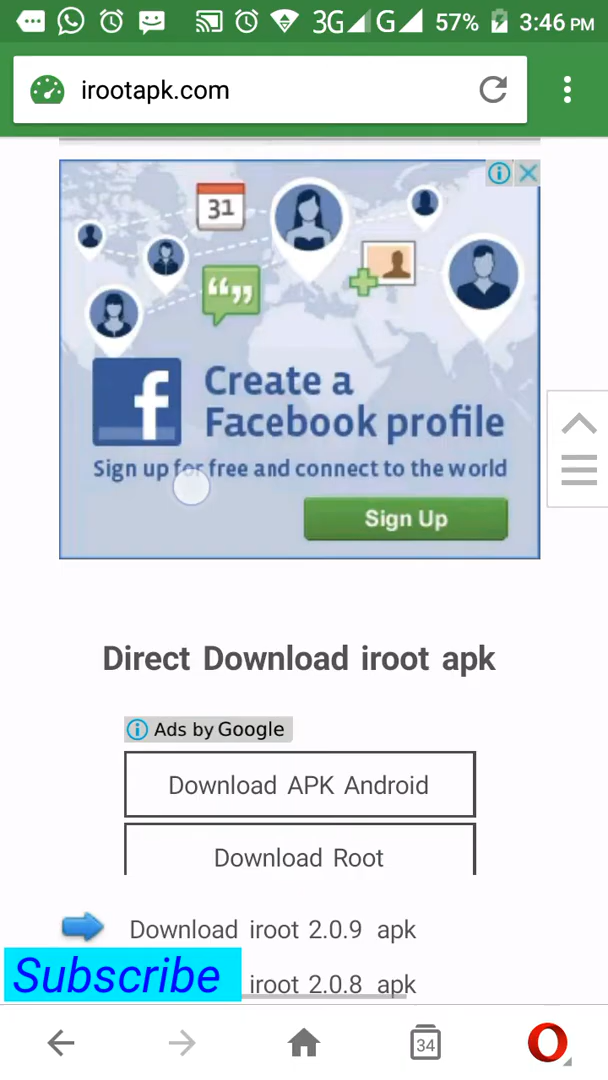 3G G 57% 3:46 PM
irootapk.com
31
f
Create a
Facebook profile
Sign up for free and connect to the world
Sign Up
Direct Download iroot apk
Ads by Google
Download APK Android
Download Root
Download iroot 2.0.9 apk
Subscribe iroot 2.0.8 apk
34